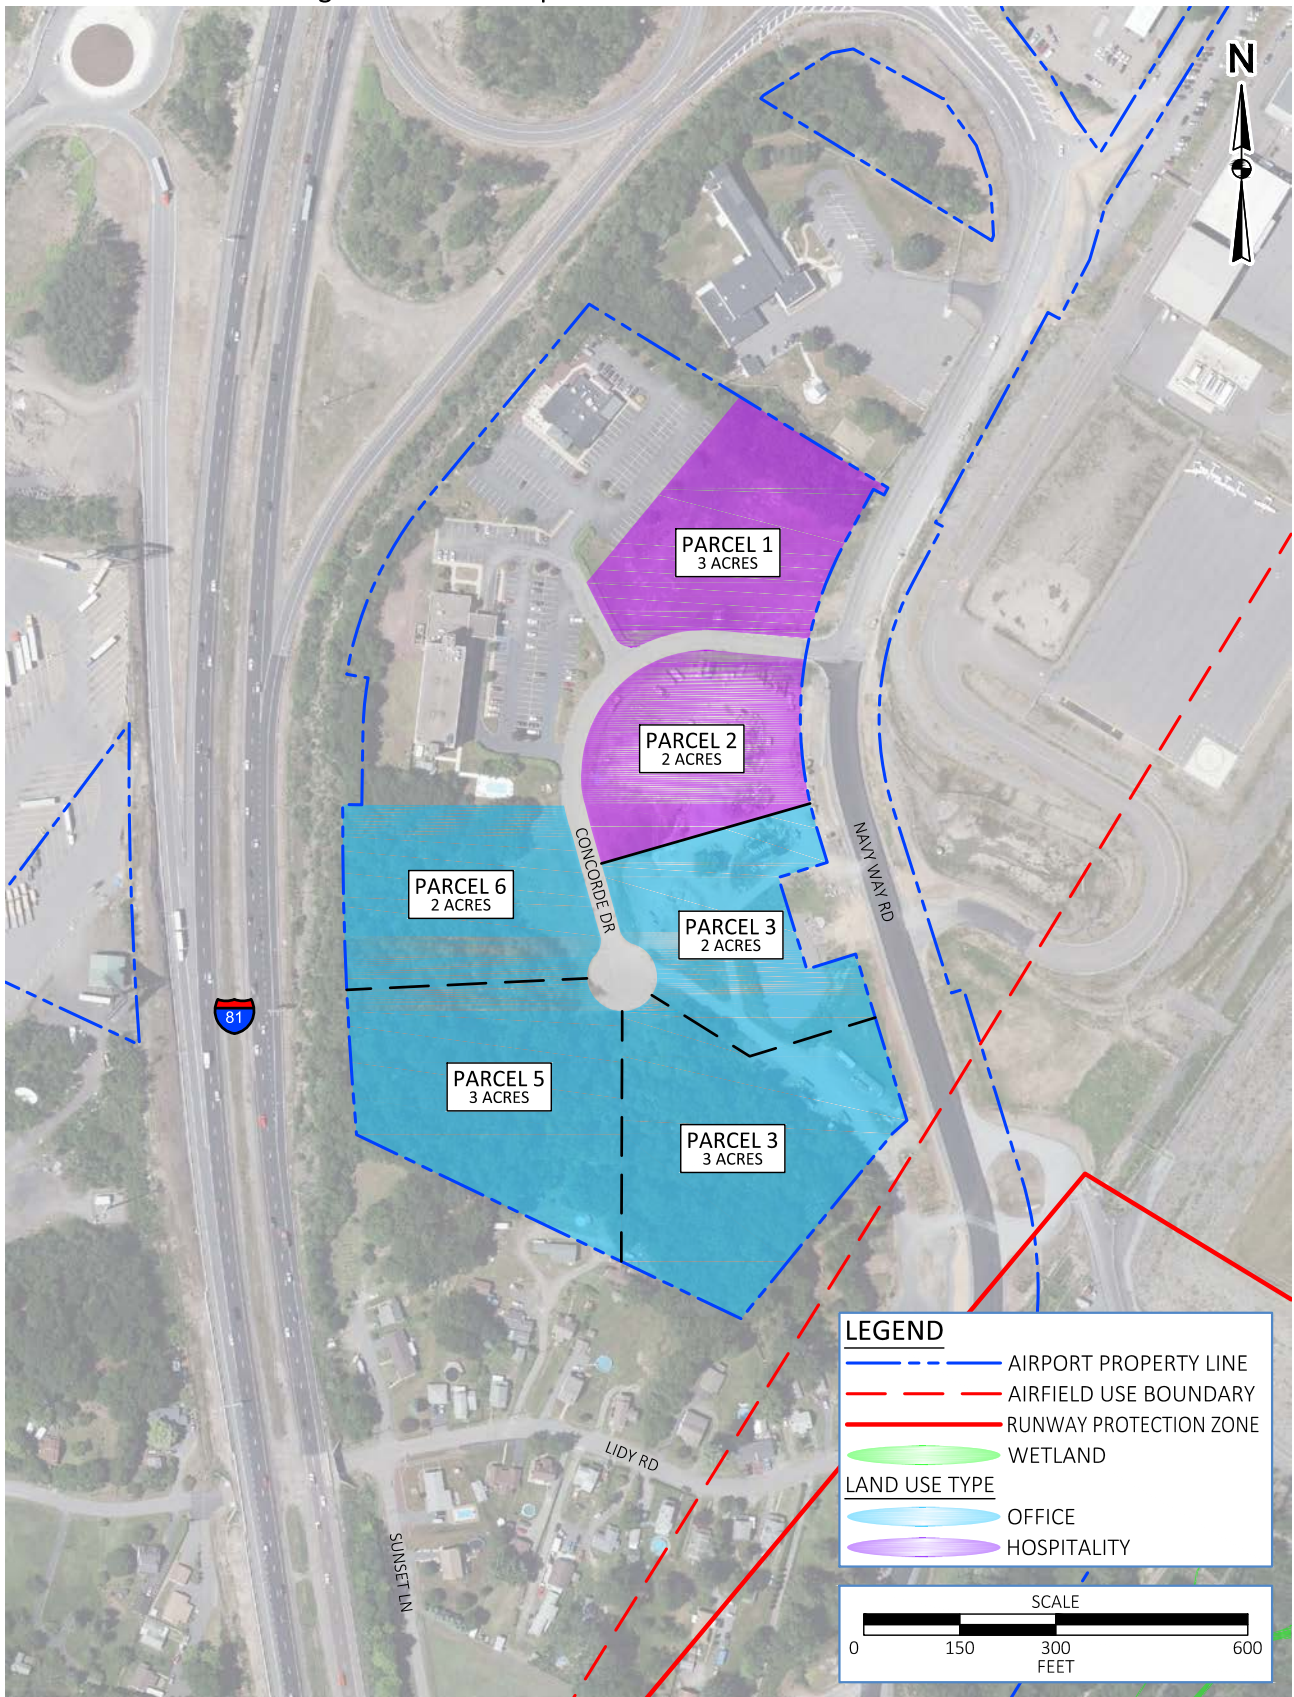 N
PARCEL 1
3 ACRES
PARCEL 2
2 ACRES
CONCORDE DR
NAVY WAY RD
PARCEL 6
2 ACRES
PARCEL 3
2 ACRES
81
PARCEL 5
3 ACRES
PARCEL 3
3 ACRES
LIDY RD
SUNSET LN
LEGEND
AIRPORT PROPERTY LINE
AIRFIELD USE BOUNDARY
RUNWAY PROTECTION ZONE
WETLAND
LAND USE TYPE
OFFICE
HOSPITALITY
SCALE
0 150 300 600
FEET